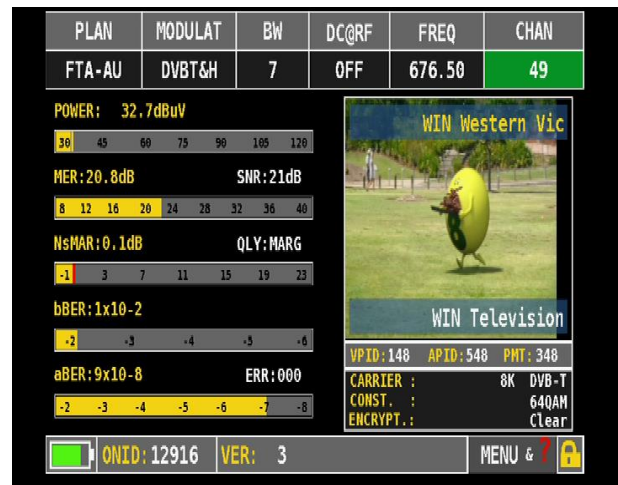 PLAN MODULAT BW DC@RF FREQ CHAN
FTA-AU DVBT&H 7 OFF 676.50 49
POWER: 32.7dBuV
30 45 60 75 90 105 120
MER:20.8dB SNR:21dB
8 12 16 20 24 28 32 36 40
NsMAR:0.1dB QLY:MARG
-1 3 7 11 15 19 23
bBER:1x10-2
-2 -3 -4 -5 -6
aBER:9x10-8 ERR:000
-2 -3 -4 -5 -6 -7 -8
WIN Western Vic
8
WIN Television
VPID:148 APID:548 PMT:348
CARRIER : 8K DVB-T
CONST. : 64QAM
ENCRYPT.: Clear
ONID:12916 VER: 3 MENU & ?